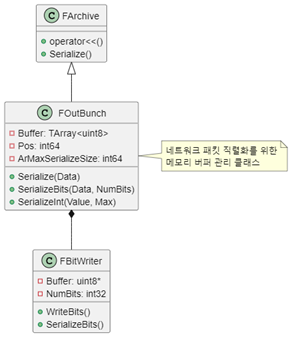 C FArchive
operator<<()
Serialize()
C FOutBunch
Buffer: TArray<uint8>
Pos: int64
ArMaxSerializeSize: int64
Serialize(Data)
SerializeBits(Data, NumBits)
SerializeInt(Value, Max)
네트워크 패킷 직렬화를 위한
메모리 버퍼 관리 클래스
C FBitWriter
Buffer: uint8*
NumBits: int32
WriteBits()
SerializeBits()